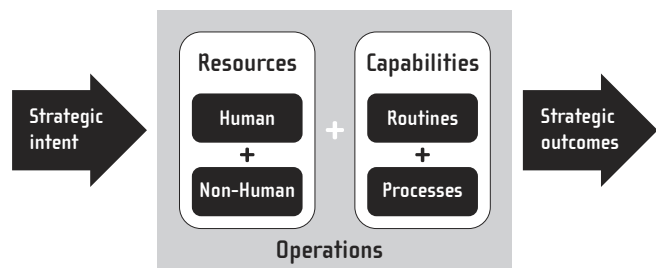 Strategic
intent
Resources
Human
+
Non-Human
+
Capabilities
Routines
+
Processes
Operations
Strategic
outcomes